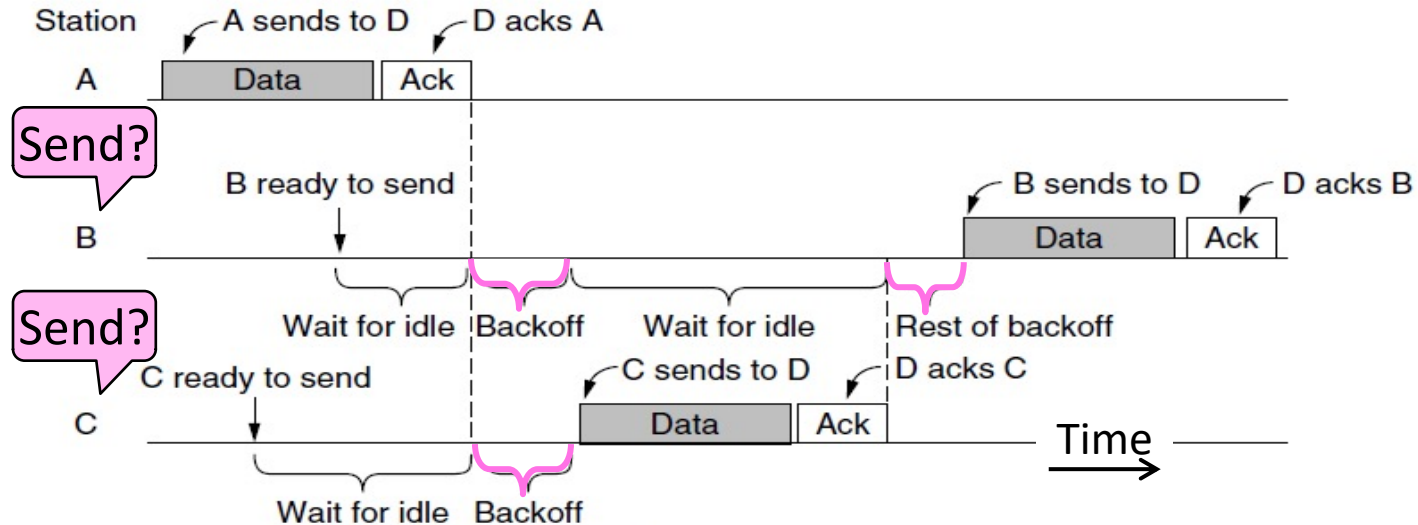 Station
A sends to D
D acks A
A
Data
Ack
Send?
B ready to send
B sends to D
D acks B
B
Data
Ack
Wait for idle
Backoff
Wait for idle
Rest of backoff
Send?
C ready to send
C sends to D
D acks C
C
Data
Ack
Time
Wait for idle
Backoff